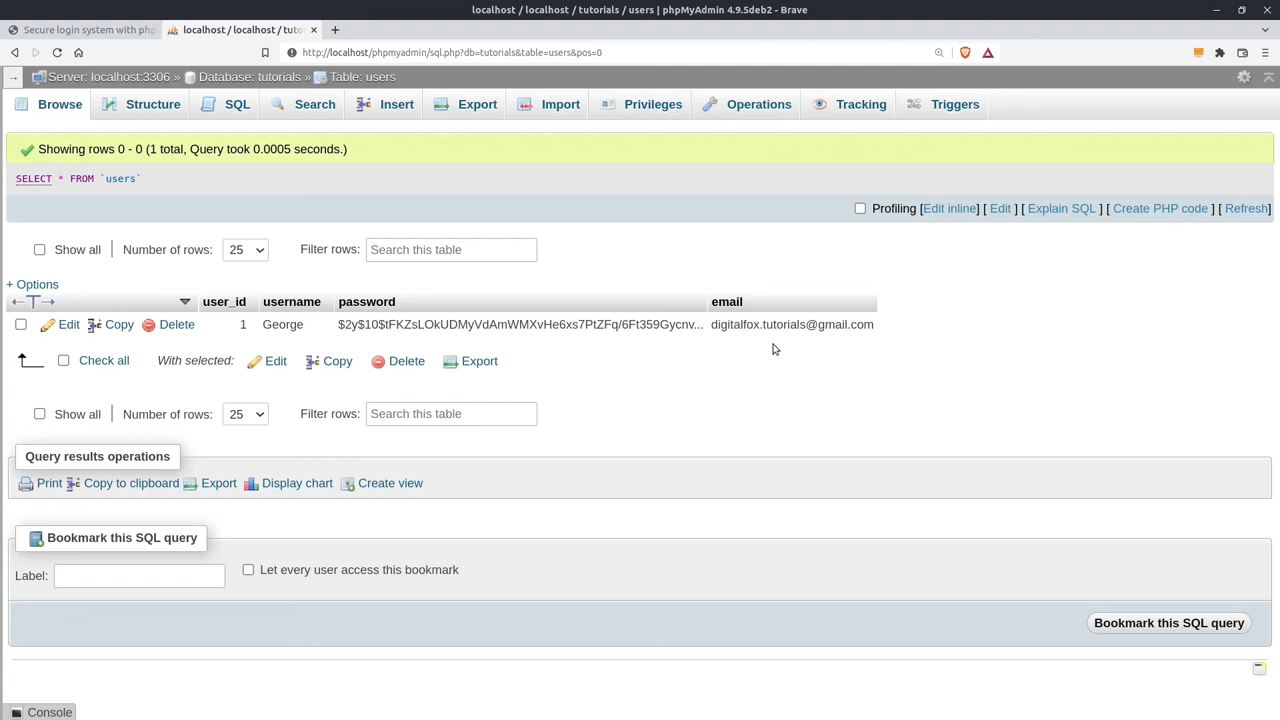 localhost / localhost / tutorials / users | phpMyAdmin 4.9.5deb2 - Brave
Secure login system with php
localhost / localhost / tuto
http://localhost/phpmyadmin/sql.php?db=tutorials&table=users&pos=0
Server: localhost:3306 » Database: tutorials » Table: users
Browse Structure SQL Search Insert Export Import Privileges Operations Tracking Triggers
Showing rows 0 - 0 (1 total, Query took 0.0005 seconds.)
SELECT * FROM `users`
Profiling [Edit inline] [ Edit ] [ Explain SQL ] [ Create PHP code ] [ Refresh]
Show all Number of rows: 25 Filter rows: Search this table
+ Options
user_id username password email
Edit Copy Delete 1 George $2y$10$tFKZsLOkUDMyVdAmWMXvHe6xs7PtZFq/6Ft359Gycnv... digitalfox.tutorials@gmail.com
Check all With selected: Edit Copy Delete Export
Show all Number of rows: 25 Filter rows: Search this table
Query results operations
Print Copy to clipboard Export Display chart Create view
Bookmark this SQL query
Label: Let every user access this bookmark
Bookmark this SQL query
Console